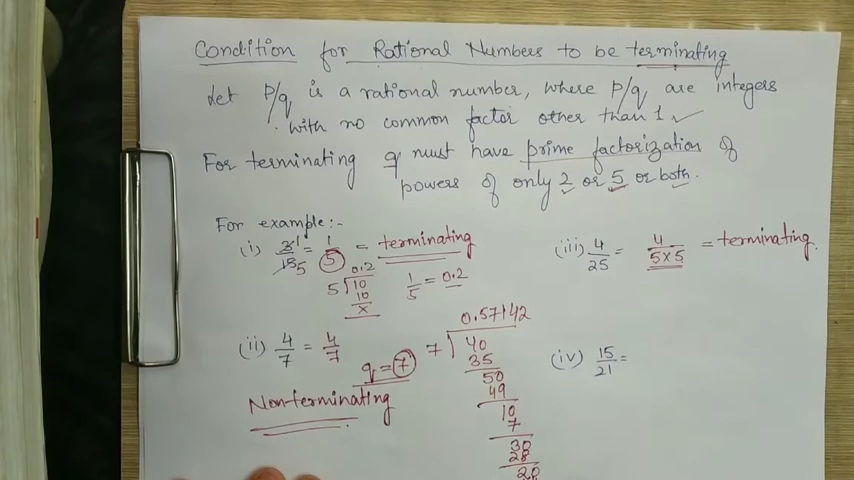 Condition for Rational Numbers to be terminating
Let P/q is a rational number, where P/q are integers
with no common factor other than 1 ✓
For terminating q must have prime factorization of
powers of only 2 or 5 or both.
For example:-
(i) 3/15 = 1/5 = terminating
1
5
0.2
5 10
10
x
1/5 = 0.2
(iii) 4/25 = 4/5×5 = terminating.
(ii) 4/7 = 4/7
q = 7
Nonterminating
0.57142
7 40
35
50
49
10
7
30
28
20
(iv) 15/21 =